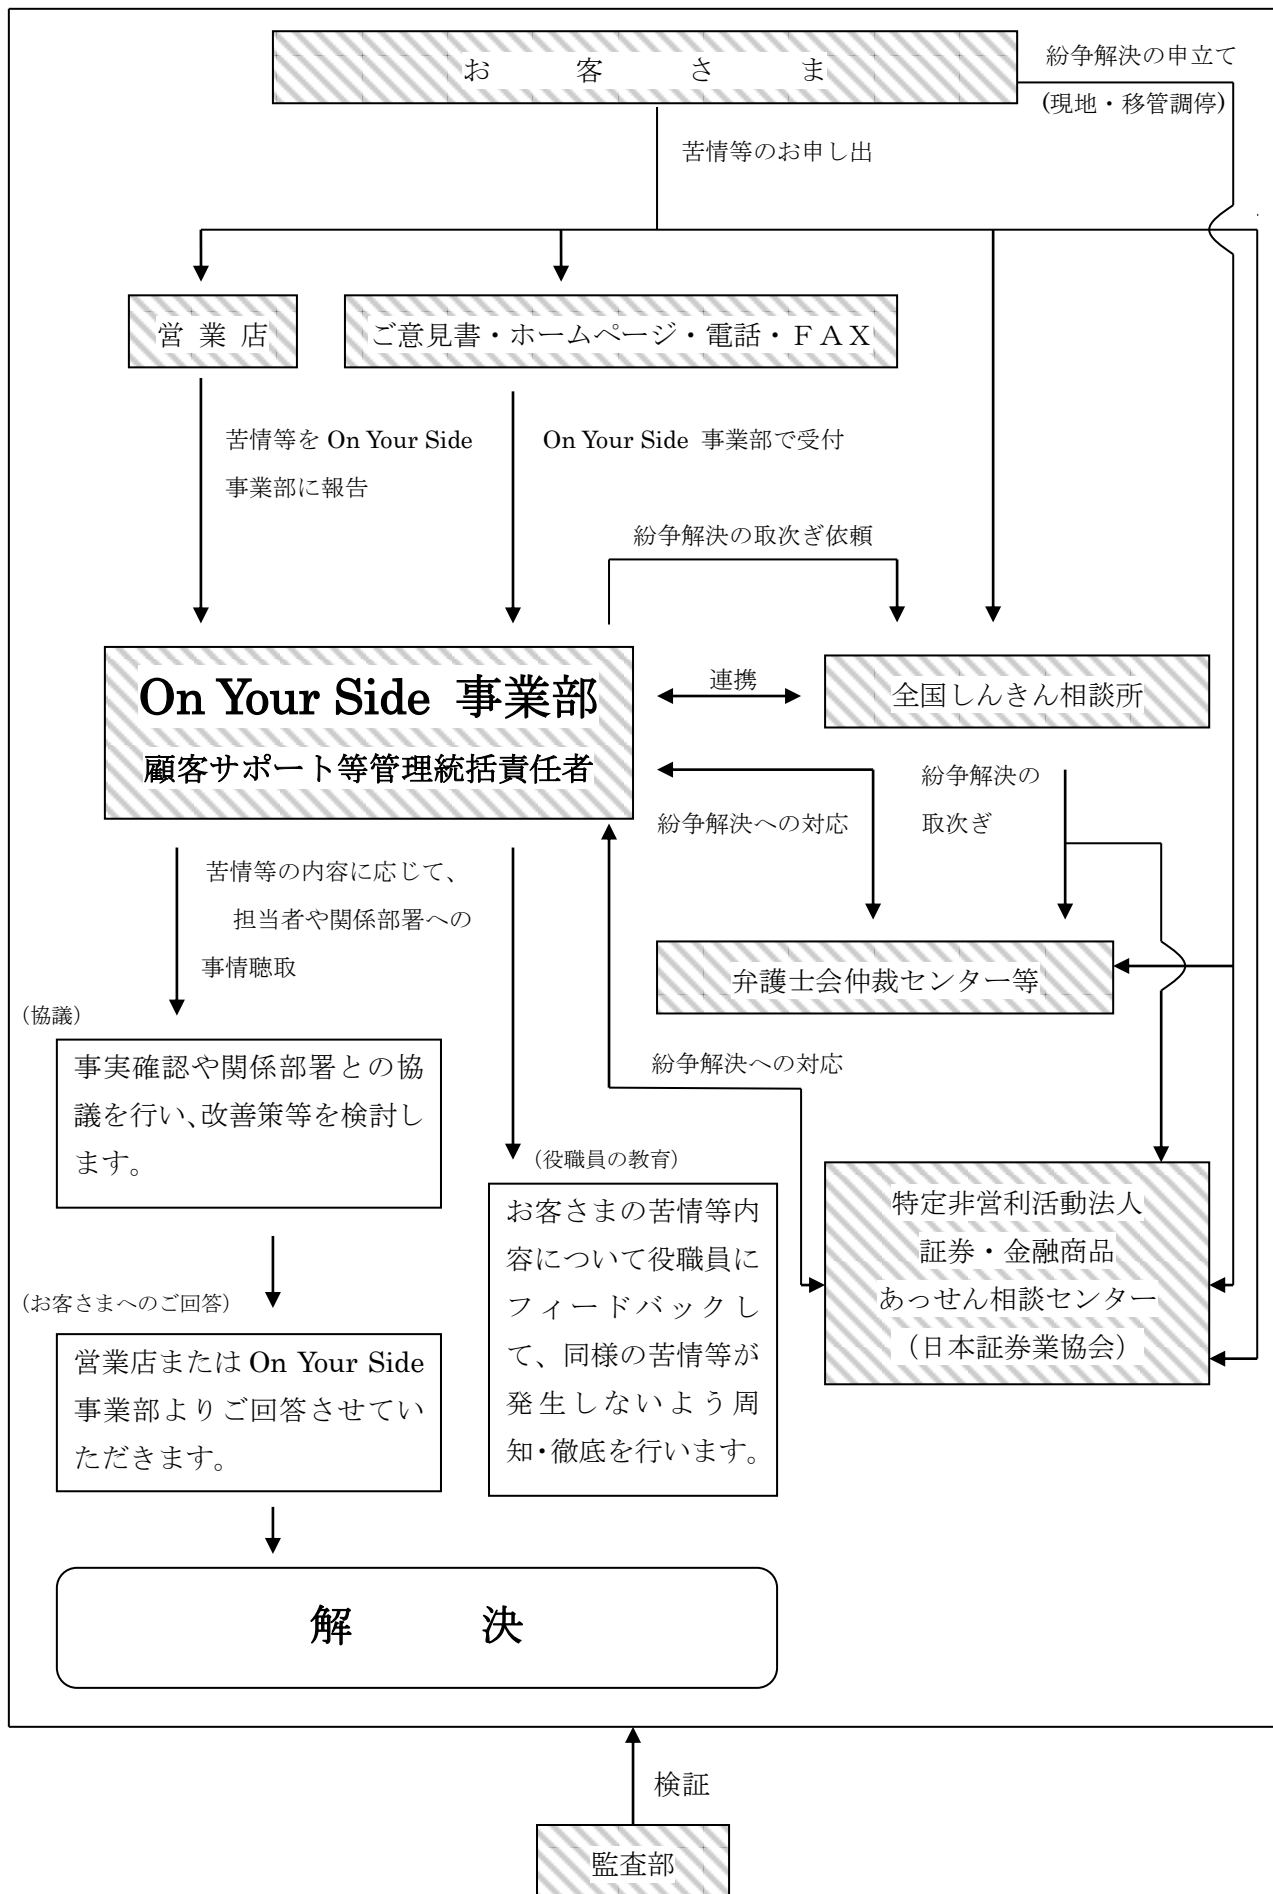 お客さま
紛争解決の申立て
(現地・移管調停)
苦情等のお申し出
営業店
ご意見書・ホームページ・電話・ＦＡＸ
苦情等を On Your Side
事業部に報告
On Your Side 事業部で受付
紛争解決の取次ぎ依頼
On Your Side 事業部
顧客サポート等管理統括責任者
連携
全国しんきん相談所
紛争解決への対応
紛争解決の
取次ぎ
苦情等の内容に応じて、
担当者や関係部署への
事情聴取
弁護士会仲裁センター等
（協議）
事実確認や関係部署との協
議を行い、改善策等を検討し
ます。
紛争解決への対応
（役職員の教育）
お客さまの苦情等内
容について役職員に
フィードバックし
て、同様の苦情等が
発生しないよう周
知・徹底を行います。
特定非営利活動法人
証券・金融商品
あっせん相談センター
（日本証券業協会）
（お客さまへのご回答）
営業店または On Your Side
事業部よりご回答させてい
ただきます。
解決
検証
監査部